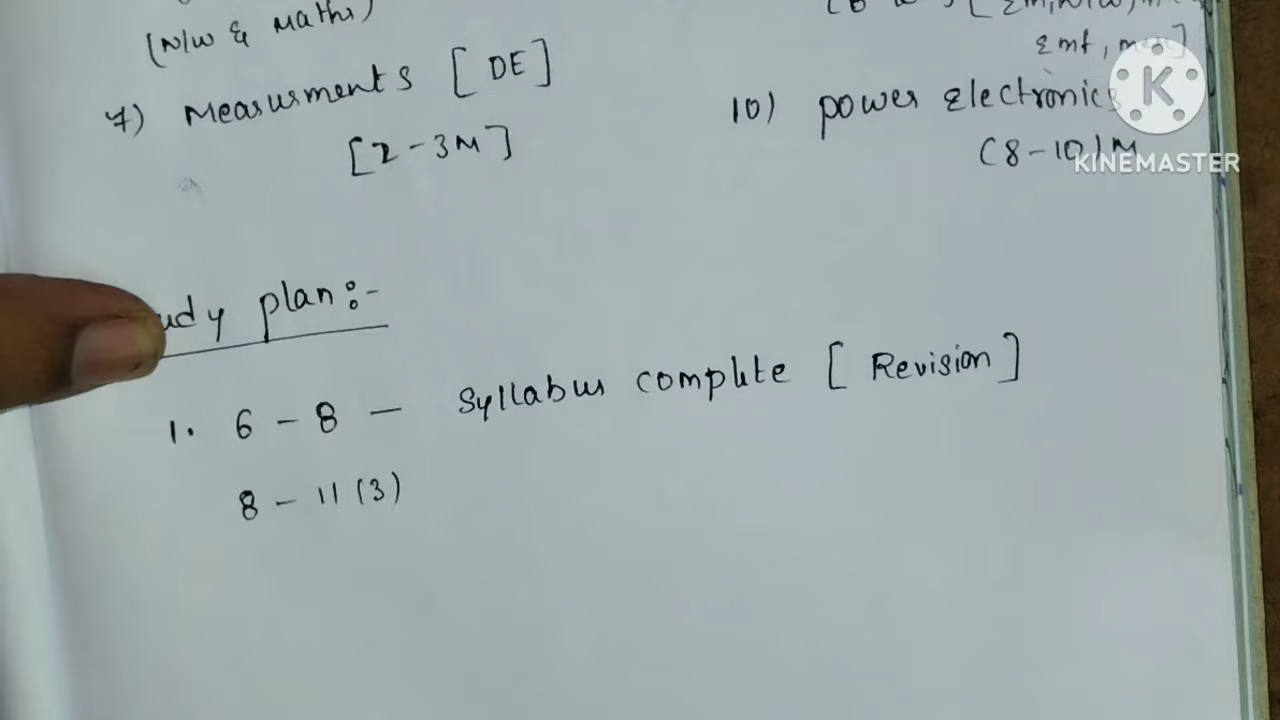 (N/W & Maths)
7) Measurments [DE]
[2-3M]
Emf,
10) power Electronics
(8-10)M
KINEMASTER
udy plan:-
1. 6 - 8 - Syllabus complete [Revision]
8 - 11 (3)